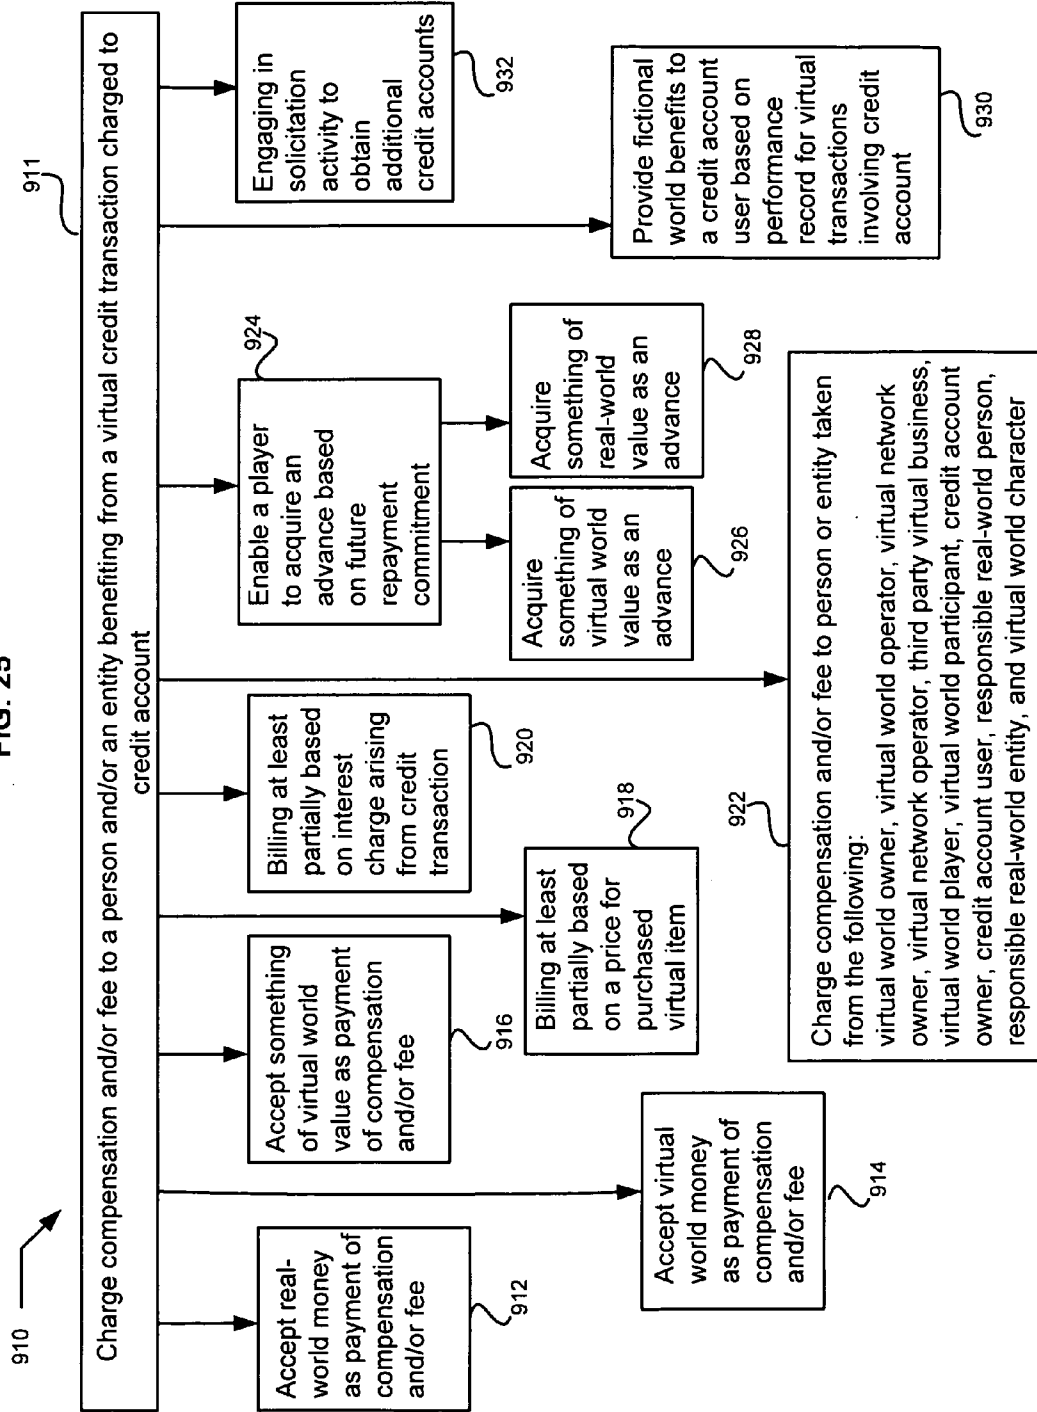 FIG. 25
910
911
Charge compensation and/or fee to a person and/or an entity benefiting from a virtual credit transaction charged to
credit account
Accept real-
world money
as payment of
compensation
and/or fee
912
Accept virtual
world money
as payment of
compensation
and/or fee
914
Accept something
of virtual world
value as payment
of compensation
and/or fee
916
Billing at least
partially based
on a price for
purchased
virtual item
918
Billing at least
partially based
on interest
charge arising
from credit
transaction
920
Charge compensation and/or fee to person or entity taken
from the following:
virtual world owner, virtual world operator, virtual network
owner, virtual network operator, third party virtual business,
virtual world player, virtual world participant, credit account
owner, credit account user, responsible real-world person,
responsible real-world entity, and virtual world character
922
Enable a player
to acquire an
advance based
on future
repayment
commitment
924
Acquire
something of
virtual world
value as an
advance
926
Acquire
something of
real-world
value as an
advance
928
Provide fictional
world benefits to
a credit account
user based on
performance
record for virtual
transactions
involving credit
account
930
Engaging in
solicitation
activity to
obtain
additional
credit accounts
932